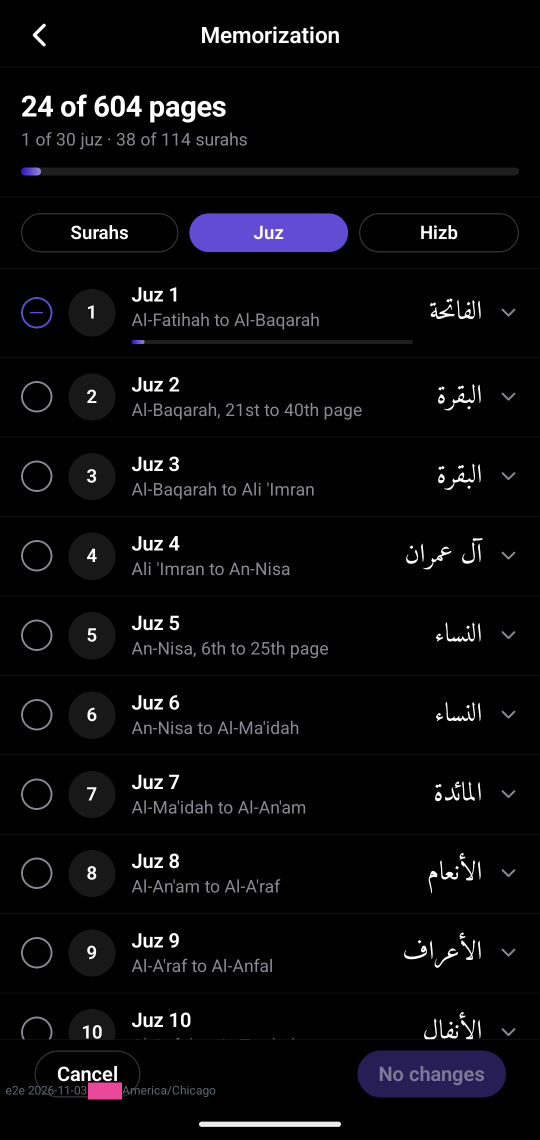 Memorization
24 of 604 pages
1 of 30 juz · 38 of 114 surahs
Surahs
Juz
Hizb
1
Juz 1
Al-Fatihah to Al-Baqarah
الفاتحة
2
Juz 2
Al-Baqarah, 21st to 40th page
البقرة
3
Juz 3
Al-Baqarah to Ali 'Imran
البقرة
4
Juz 4
Ali 'Imran to An-Nisa
آل عمران
5
Juz 5
An-Nisa, 6th to 25th page
النساء
6
Juz 6
An-Nisa to Al-Ma'idah
النساء
7
Juz 7
Al-Ma'idah to Al-An'am
المائدة
8
Juz 8
Al-An'am to Al-A'raf
الأنعام
9
Juz 9
Al-A'raf to Al-Anfal
الأعراف
10
Juz 10
الأنفال
Cancel
No changes
e2e 2026-11-03 America/Chicago